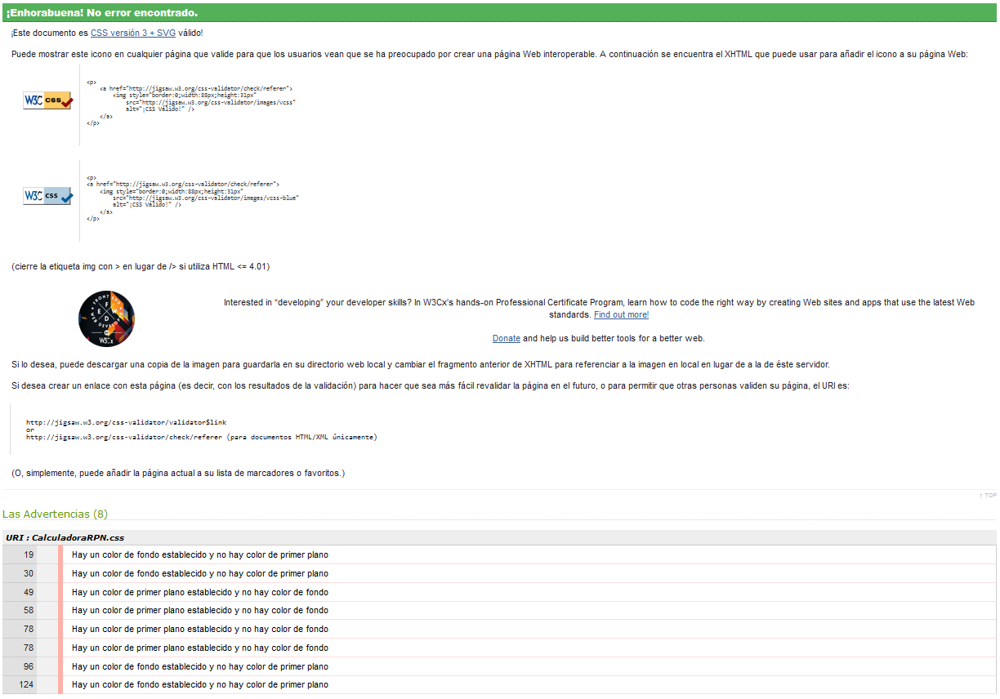 ¡Enhorabuena! No error encontrado.
¡Este documento es CSS versión 3 + SVG válido!
Puede mostrar este icono en cualquier página que valide para que los usuarios vean que se ha preocupado por crear una página Web interoperable. A continuación se encuentra el XHTML que puede usar para añadir el icono a su página Web:
W3C css
<p>
<a href="http://jigsaw.w3.org/css-validator/check/referer">
<img style="border:0;width:88px;height:31px"
src="http://jigsaw.w3.org/css-validator/images/vcss"
alt="¡CSS Válido!" />
</a>
</p>
W3C css
<p>
<a href="http://jigsaw.w3.org/css-validator/check/referer">
<img style="border:0;width:88px;height:31px"
src="http://jigsaw.w3.org/css-validator/images/vcss-blue"
alt="¡CSS Válido!" />
</a>
</p>
(cierre la etiqueta img con > en lugar de /> si utiliza HTML <= 4.01)
FRONT
F
E W
D
W3Cx
Interested in “developing” your developer skills? In W3Cx’s hands-on Professional Certificate Program, learn how to code the right way by creating Web sites and apps that use the latest Web
standards. Find out more!
Donate and help us build better tools for a better web.
Si lo desea, puede descargar una copia de la imagen para guardarla en su directorio web local y cambiar el fragmento anterior de XHTML para referenciar a la imagen en local en lugar de a la de éste servidor.
Si desea crear un enlace con esta página (es decir, con los resultados de la validación) para hacer que sea más fácil revalidar la página en el futuro, o para permitir que otras personas validen su página, el URI es:
http://jigsaw.w3.org/css-validator/validator$link
or
http://jigsaw.w3.org/css-validator/check/referer (para documentos HTML/XML únicamente)
(O, simplemente, puede añadir la página actual a su lista de marcadores o favoritos.)
↑ TOP
Las Advertencias (8)
URI : CalculadoraRPN.css
19 Hay un color de fondo establecido y no hay color de primer plano
30 Hay un color de fondo establecido y no hay color de primer plano
49 Hay un color de primer plano establecido y no hay color de fondo
58 Hay un color de primer plano establecido y no hay color de fondo
78 Hay un color de primer plano establecido y no hay color de fondo
78 Hay un color de primer plano establecido y no hay color de fondo
96 Hay un color de fondo establecido y no hay color de primer plano
124 Hay un color de fondo establecido y no hay color de primer plano